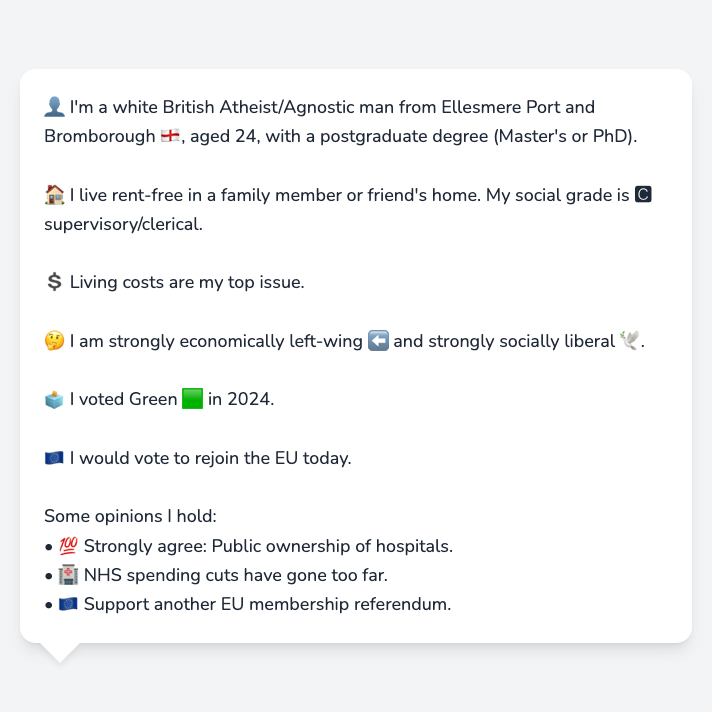 👤 I'm a white British Atheist/Agnostic man from Ellesmere Port and
Bromborough 🏴󠁧󠁢󠁥󠁮󠁧󠁿, aged 24, with a postgraduate degree (Master's or PhD).
🏠 I live rent-free in a family member or friend's home. My social grade is 🅲
supervisory/clerical.
💲 Living costs are my top issue.
🤔 I am strongly economically left-wing ⬅️ and strongly socially liberal 🕊️.
🗳️ I voted Green 🟩 in 2024.
🇪🇺 I would vote to rejoin the EU today.
Some opinions I hold:
• 💯 Strongly agree: Public ownership of hospitals.
• 🏥 NHS spending cuts have gone too far.
• 🇪🇺 Support another EU membership referendum.